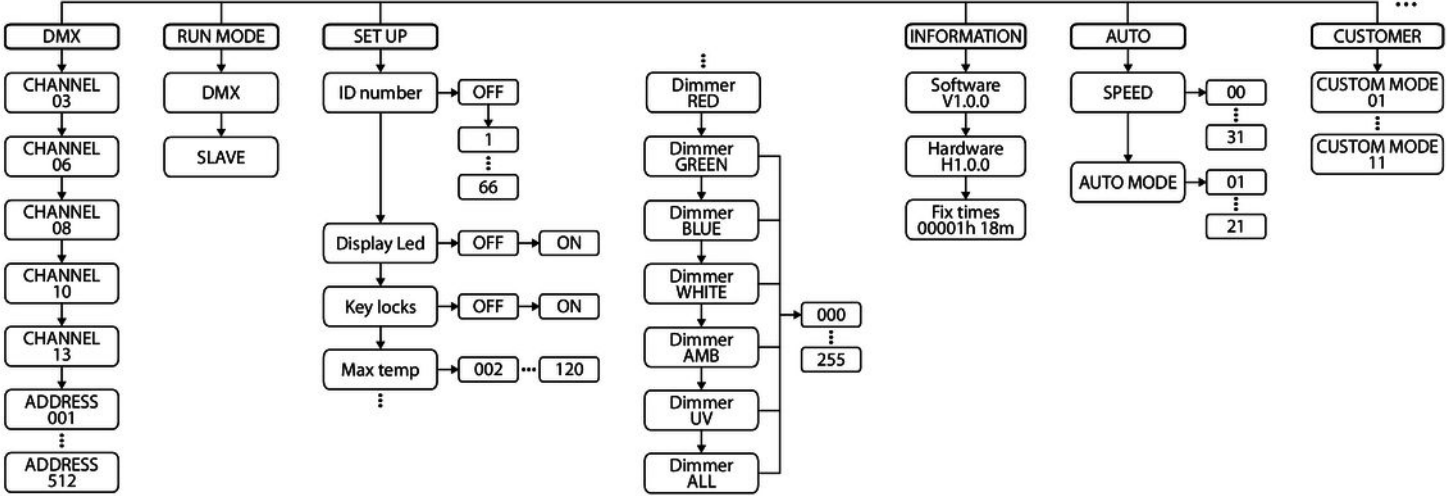 DMX
CHANNEL
03
CHANNEL
06
CHANNEL
08
CHANNEL
10
CHANNEL
13
ADDRESS
001
ADDRESS
512
RUN MODE
DMX
SLAVE
SET UP
ID number
OFF
1
66
Display Led
OFF
ON
Key locks
OFF
ON
Max temp
002
120
Dimmer
RED
Dimmer
GREEN
Dimmer
BLUE
Dimmer
WHITE
Dimmer
AMB
Dimmer
UV
Dimmer
ALL
000
255
INFORMATION
Software
V1.0.0
Hardware
H1.0.0
Fix times
00001h 18m
AUTO
SPEED
00
31
AUTO MODE
01
21
CUSTOMER
CUSTOM MODE
01
CUSTOM MODE
11